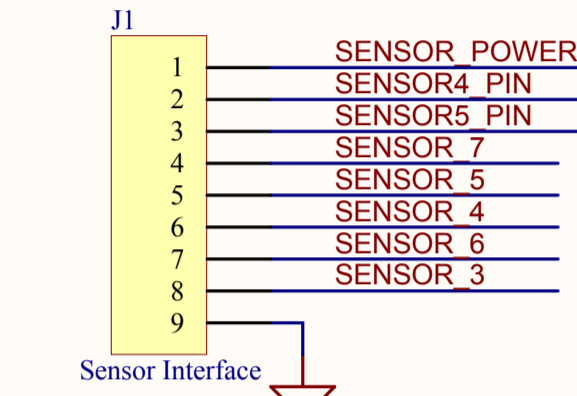 J1
1 SENSOR_POWER
2 SENSOR4_PIN
3 SENSOR5_PIN
4 SENSOR_7
5 SENSOR_5
6 SENSOR_4
7 SENSOR_6
8 SENSOR_3
9
Sensor Interface